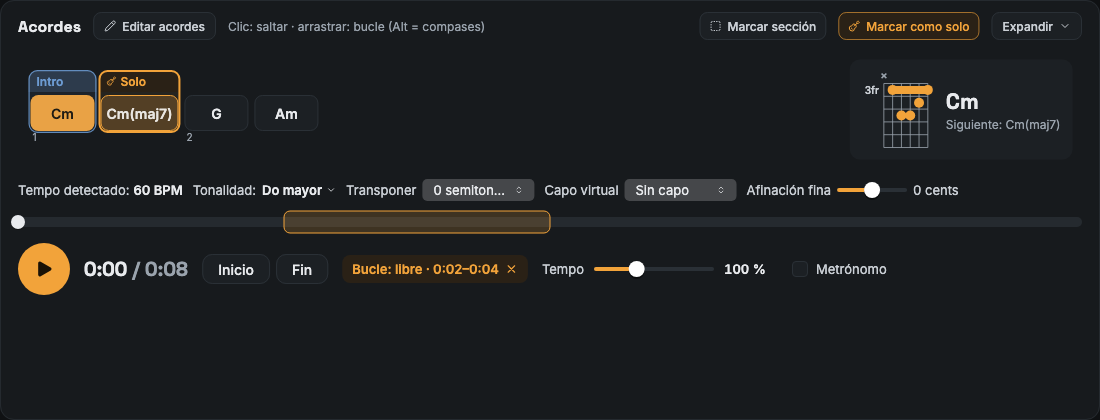 Acordes Editar acordes Clic: saltar · arrastrar: bucle (Alt = compases) Marcar sección Marcar como solo Expandir
Intro Solo
Cm Cm(maj7) G Am
1 2
×
3fr
Cm
Siguiente: Cm(maj7)
Tempo detectado: 60 BPM Tonalidad: Do mayor Transponer 0 semiton... Capo virtual Sin capo Afinación fina 0 cents
0:00 / 0:08 Inicio Fin Bucle: libre · 0:02–0:04 × Tempo 100 % Metrónomo